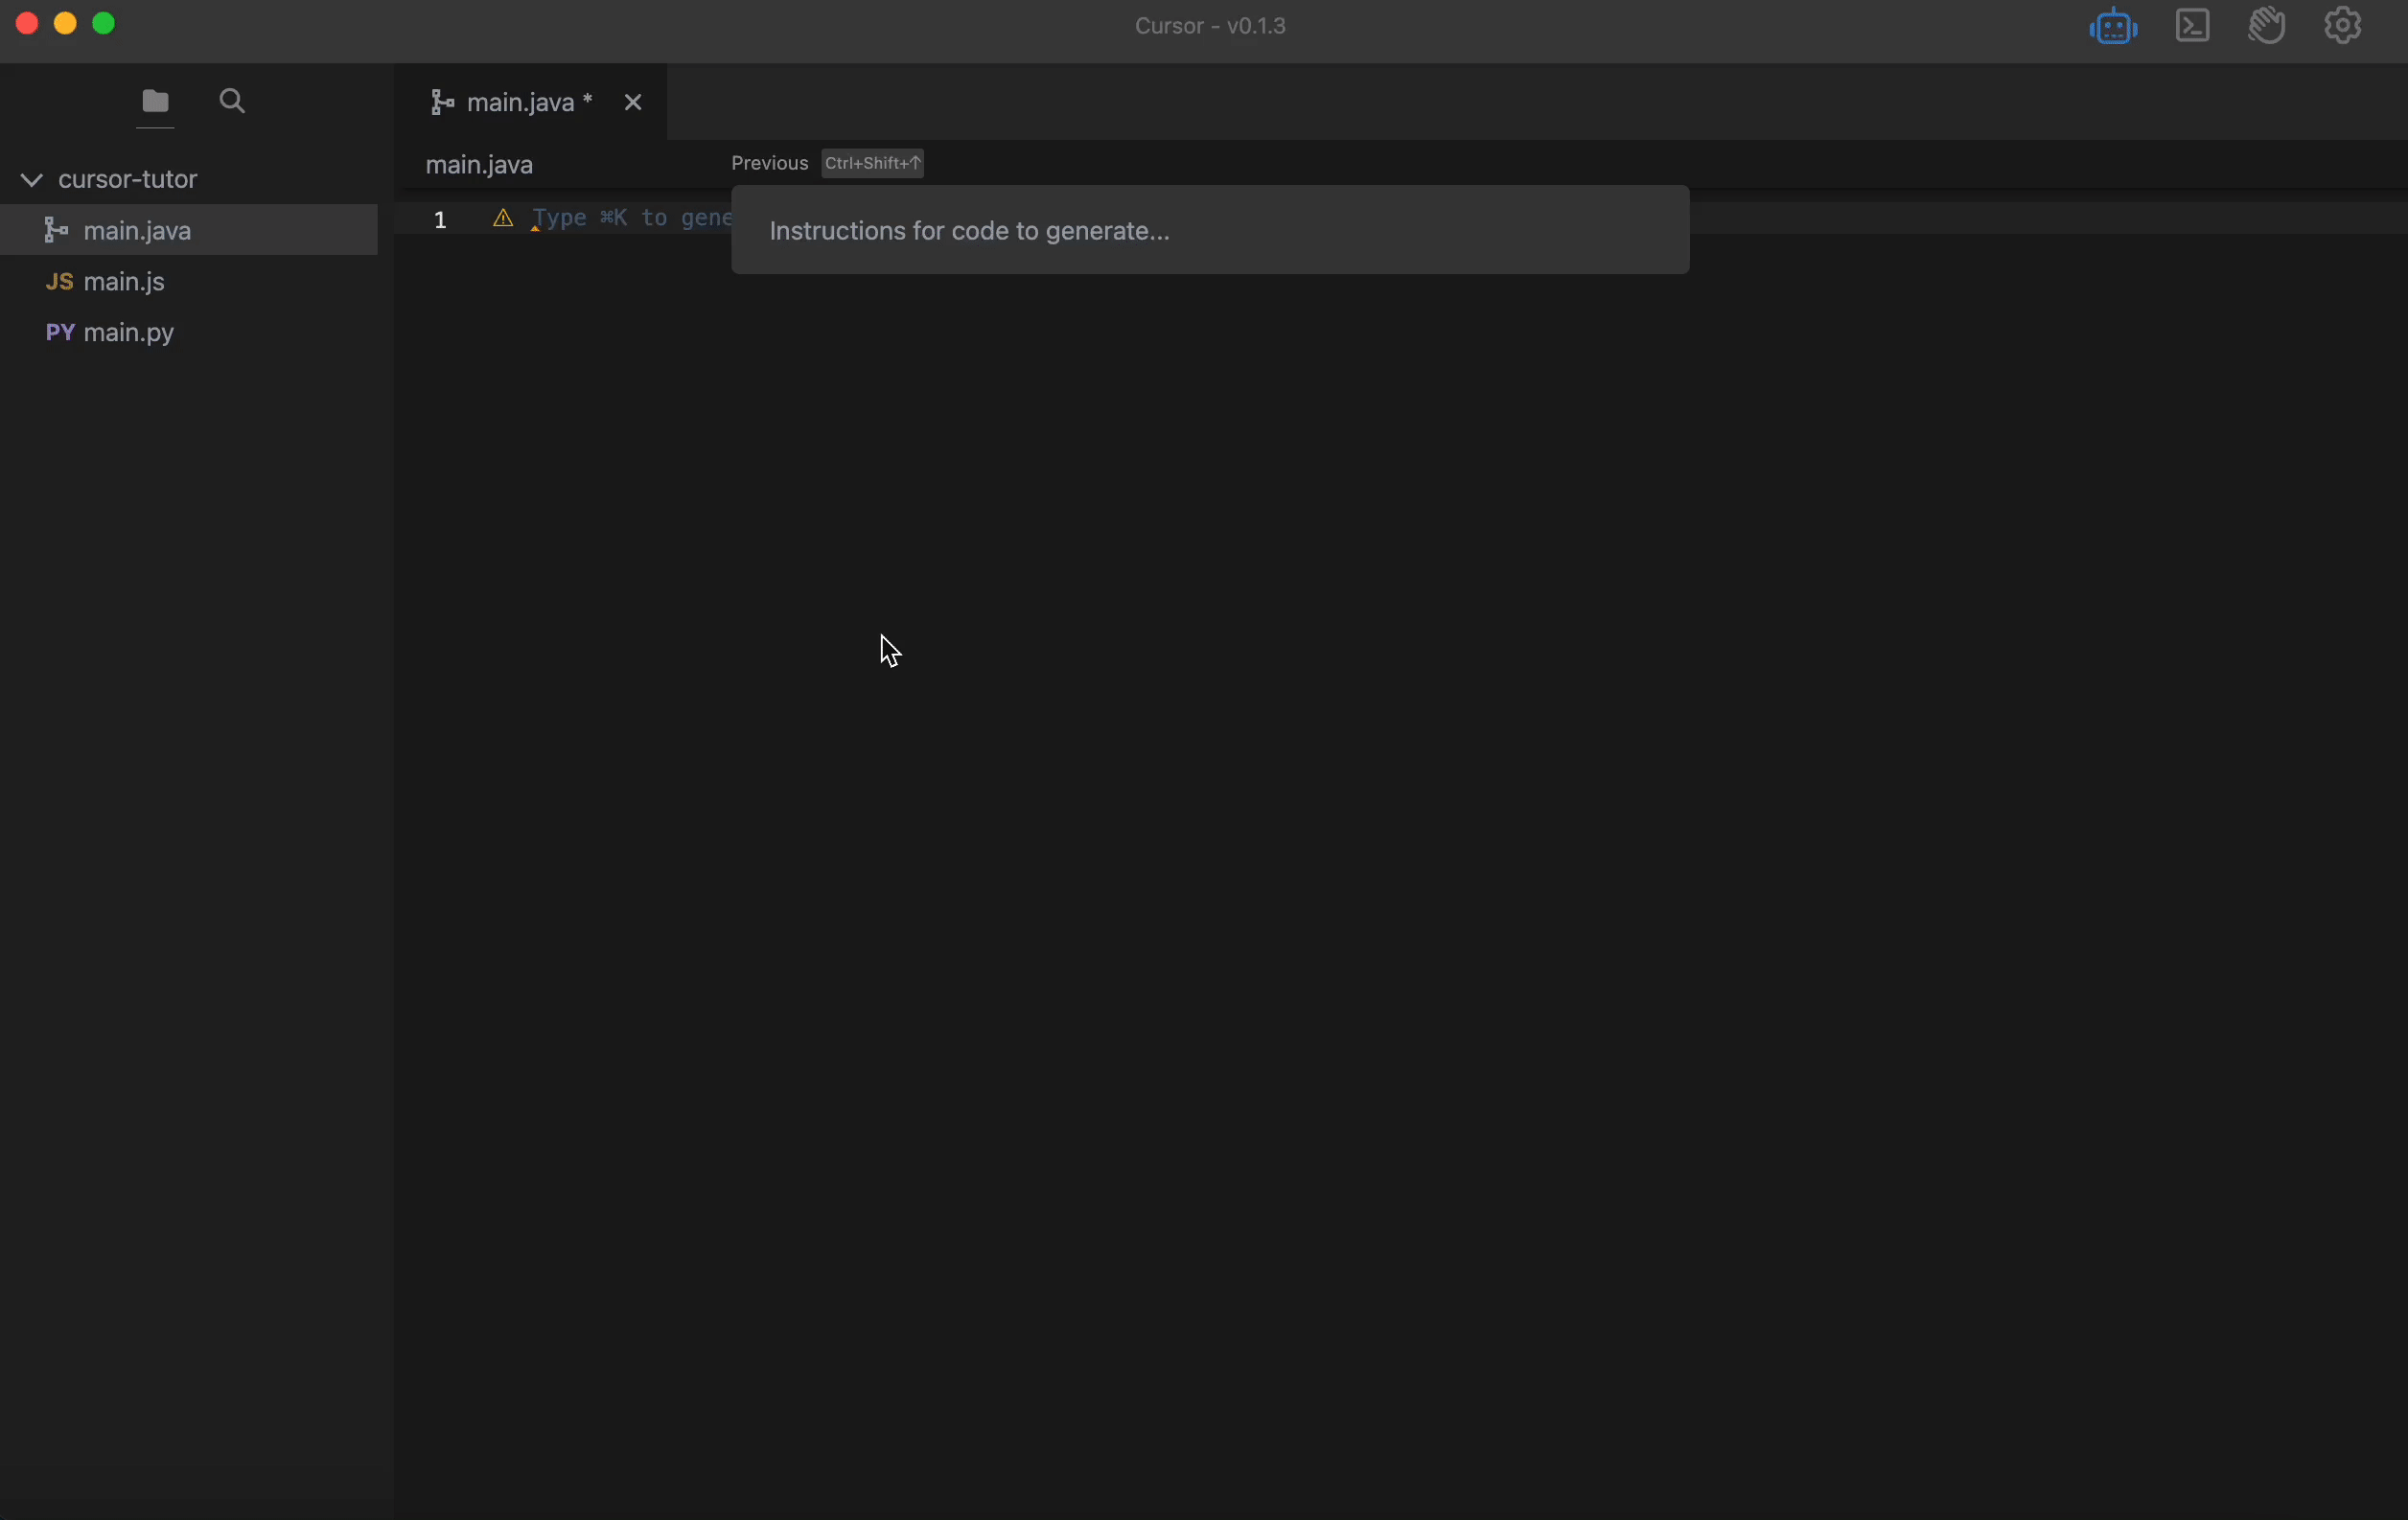 Cursor - v0.1.3
main.java *
cursor-tutor
main.java
JS main.js
PY main.py
main.java
Previous Ctrl+Shift+↑
1 Type ⌘K to gene
Instructions for code to generate...